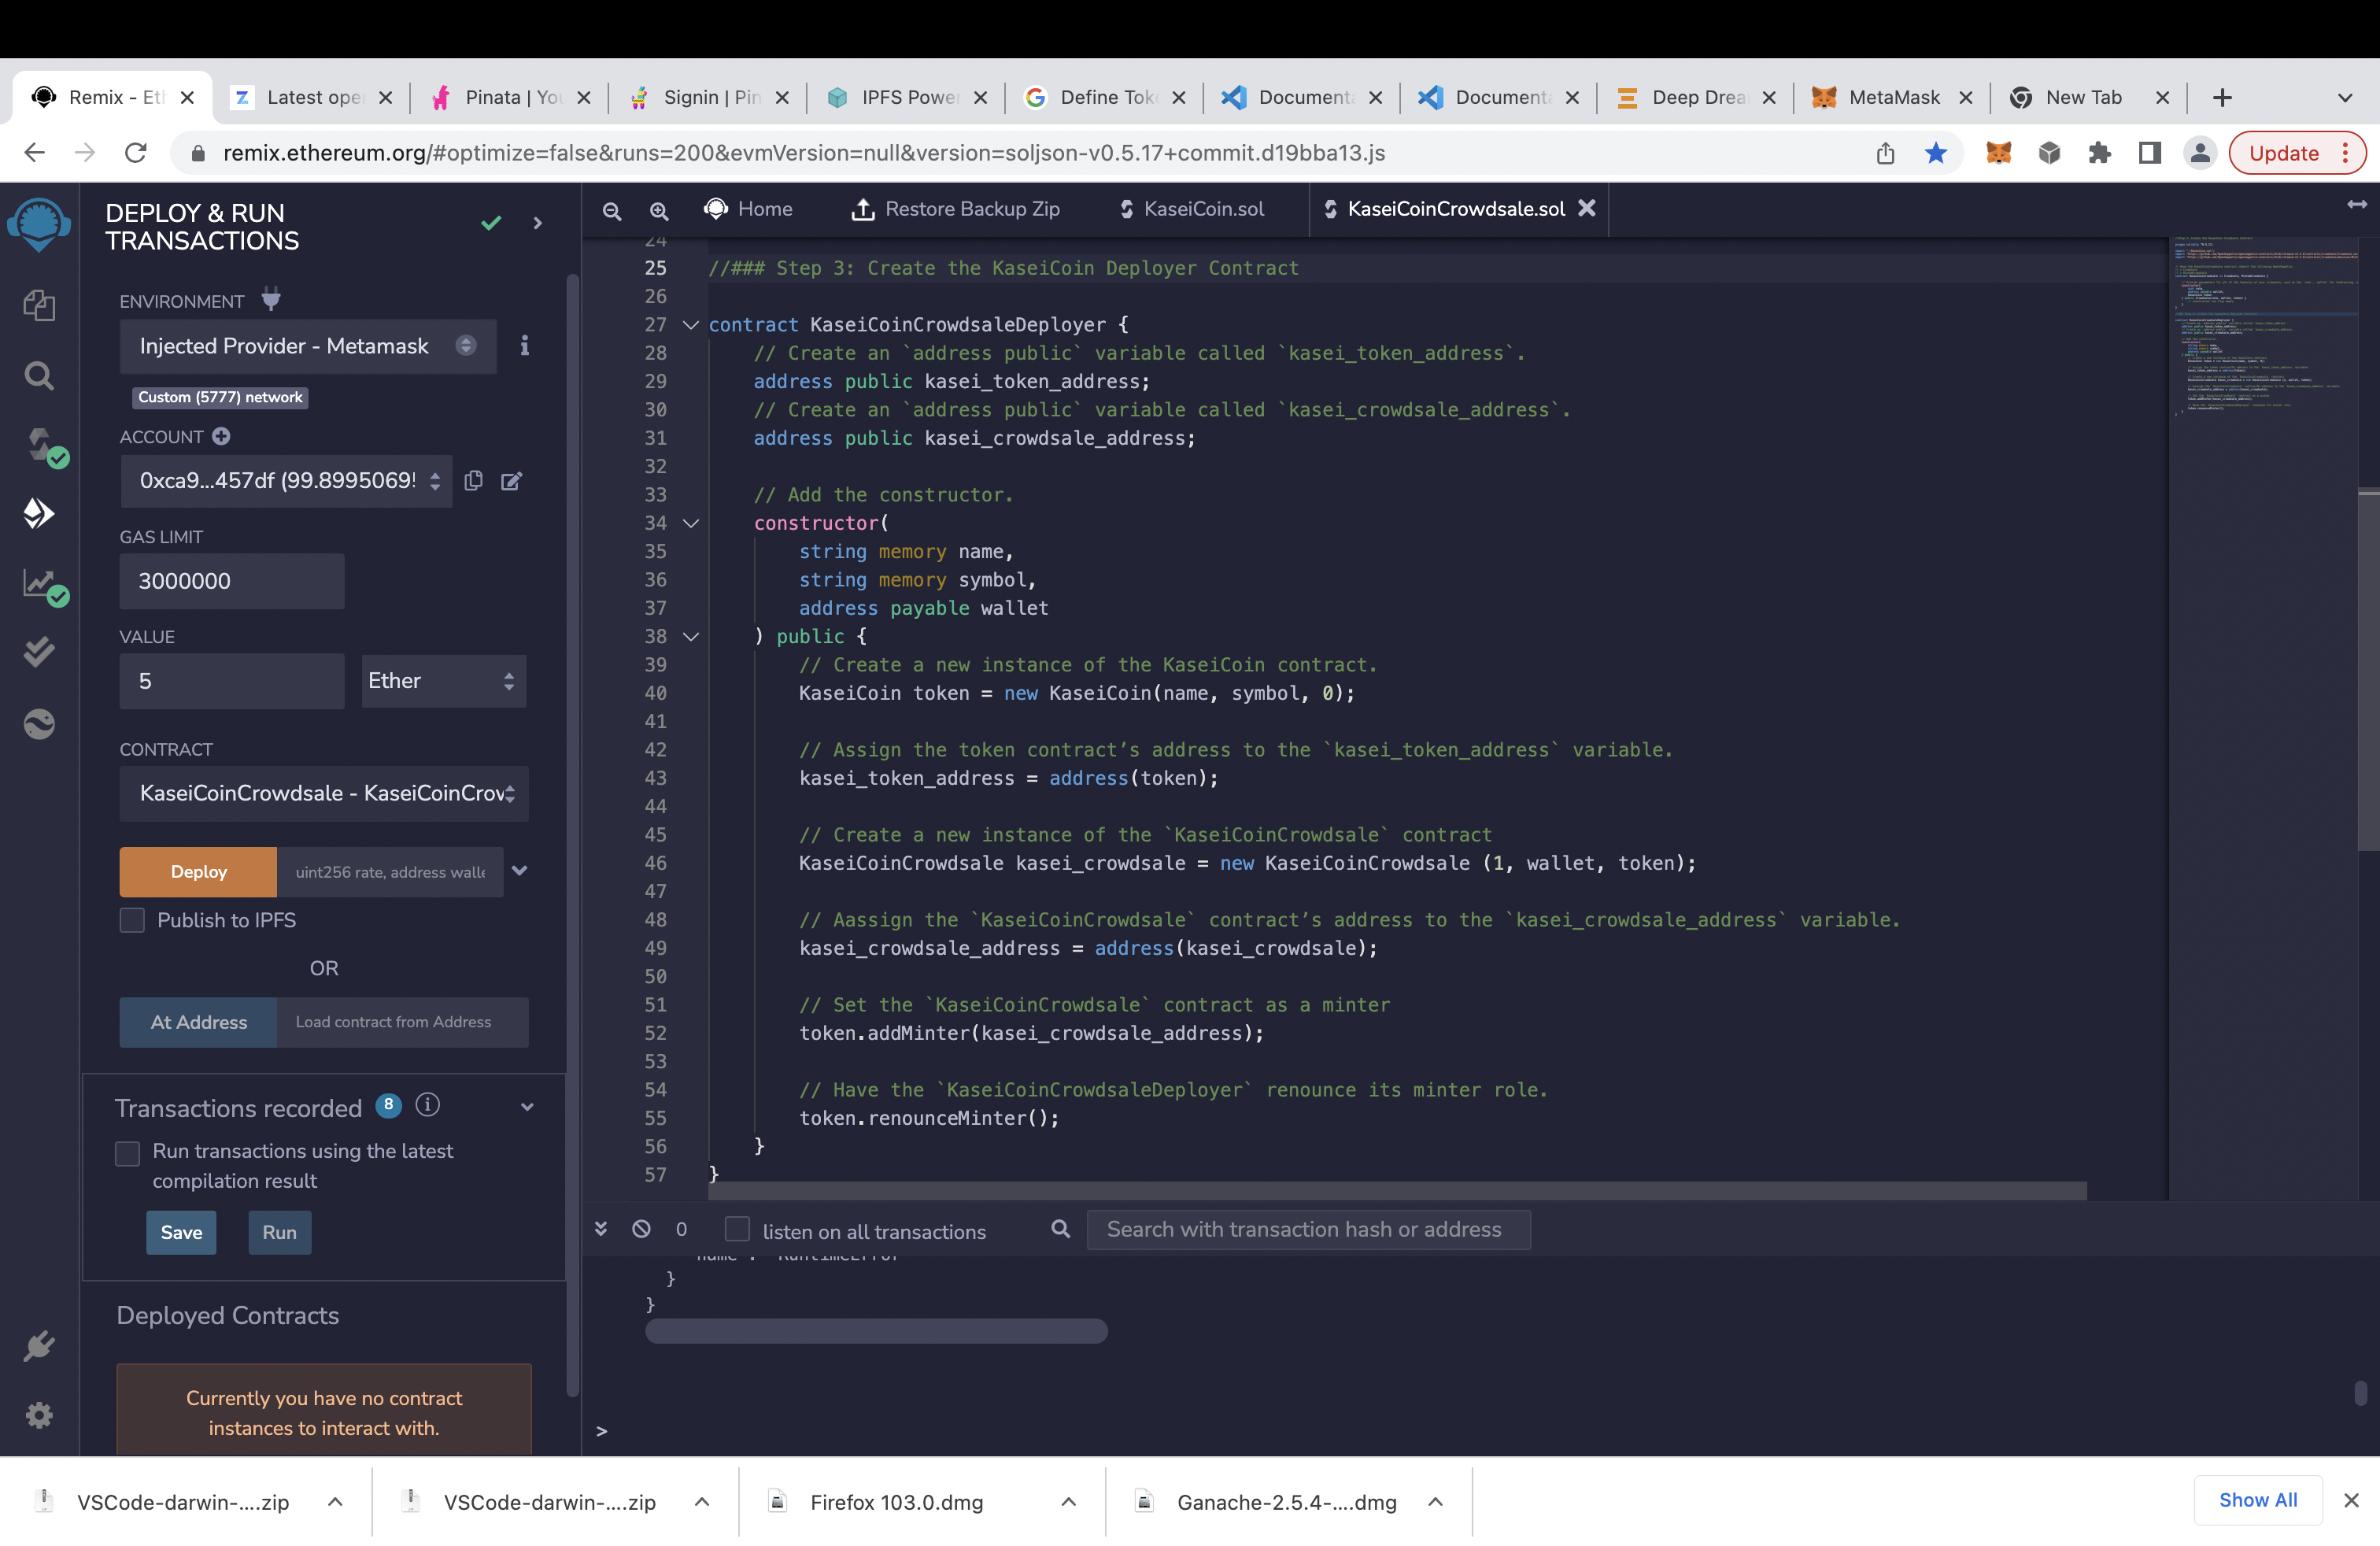 Remix - Eth
Latest ope
Pinata | You
Signin | Pin
IPFS Powe
Define Tok
Documenta
Documenta
Deep Drea
MetaMask
New Tab
remix.ethereum.org/#optimize=false&runs=200&evmVersion=null&version=soljson-v0.5.17+commit.d19bba13.js
Update
DEPLOY & RUN
TRANSACTIONS
ENVIRONMENT
Injected Provider - Metamask
i
Custom (5777) network
ACCOUNT
0xca9...457df (99.8995069
GAS LIMIT
3000000
VALUE
5
Ether
CONTRACT
KaseiCoinCrowdsale - KaseiCoinCrow
Deploy
uint256 rate, address walle
Publish to IPFS
OR
At Address
Load contract from Address
Transactions recorded 8 i
Run transactions using the latest
compilation result
Save
Run
Deployed Contracts
Currently you have no contract
instances to interact with.
Home
Restore Backup Zip
KaseiCoin.sol
KaseiCoinCrowdsale.sol
24
25 //### Step 3: Create the KaseiCoin Deployer Contract
26
27 contract KaseiCoinCrowdsaleDeployer {
28 // Create an `address public` variable called `kasei_token_address`.
29 address public kasei_token_address;
30 // Create an `address public` variable called `kasei_crowdsale_address`.
31 address public kasei_crowdsale_address;
32
33 // Add the constructor.
34 constructor(
35 string memory name,
36 string memory symbol,
37 address payable wallet
38 ) public {
39 // Create a new instance of the KaseiCoin contract.
40 KaseiCoin token = new KaseiCoin(name, symbol, 0);
41
42 // Assign the token contract’s address to the `kasei_token_address` variable.
43 kasei_token_address = address(token);
44
45 // Create a new instance of the `KaseiCoinCrowdsale` contract
46 KaseiCoinCrowdsale kasei_crowdsale = new KaseiCoinCrowdsale (1, wallet, token);
47
48 // Aassign the `KaseiCoinCrowdsale` contract’s address to the `kasei_crowdsale_address` variable.
49 kasei_crowdsale_address = address(kasei_crowdsale);
50
51 // Set the `KaseiCoinCrowdsale` contract as a minter
52 token.addMinter(kasei_crowdsale_address);
53
54 // Have the `KaseiCoinCrowdsaleDeployer` renounce its minter role.
55 token.renounceMinter();
56 }
57 }
0
listen on all transactions
Search with transaction hash or address
}
}
>
VSCode-darwin-....zip
VSCode-darwin-....zip
Firefox 103.0.dmg
Ganache-2.5.4-....dmg
Show All